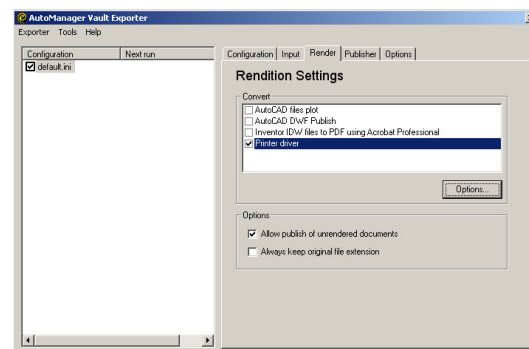 AutoManager Vault Exporter
Exporter Tools Help
Configuration Next run
default.ini
Configuration Input Render Publisher Options
Rendition Settings
Convert
AutoCAD files plot
AutoCAD DWF Publish
Inventor IDW files to PDF using Acrobat Professional
Printer driver
Options...
Options
Allow publish of unrendered documents
Always keep original file extension